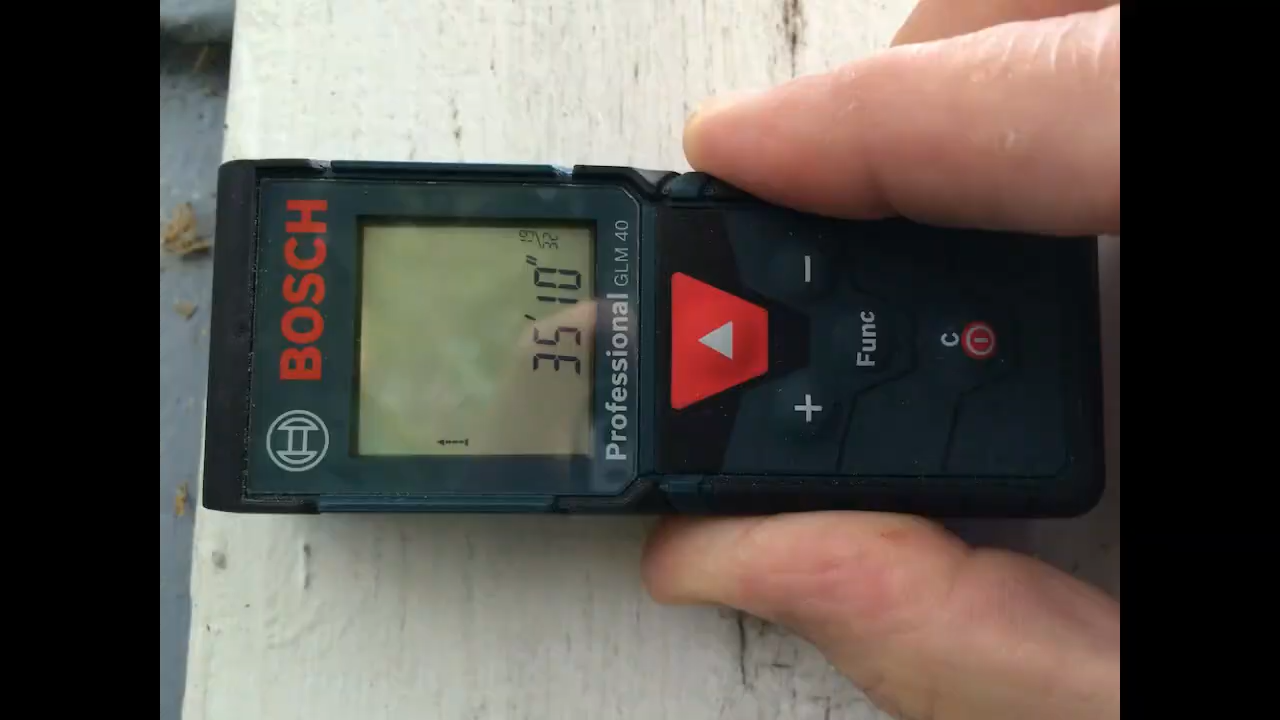 BOSCH
35'10" 19/32
Professional GLM 40
+ Func −
C